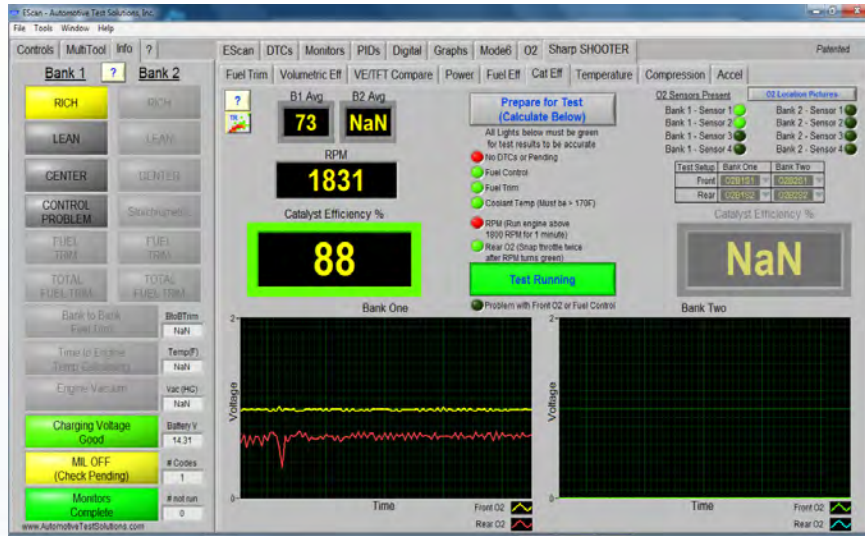 EScan - Automotive Test Solutions, Inc.
File Tools Window Help
Controls MultiTool Info ?
EScan DTCs Monitors PIDs Digital Graphs Mode6 O2 Sharp SHOOTER
Patented
Bank 1 ? Bank 2
Fuel Trim Volumetric Eff VE/TFT Compare Power Fuel Eff Cat Eff Temperature Compression Accel
RICH RICH
LEAN LEAN
CENTER CENTER
CONTROL PROBLEM Stoichiometric
FUEL TRIM FUEL TRIM
TOTAL FUEL TRIM TOTAL FUEL TRIM
Bank to Bank
Fuel Trim
BtoBTrim
NaN
Time to Engine
Temp(F)
NaN
Engine Vacuum
Vac (HG)
NaN
Charging Voltage
Good
Battery V
14.31
MIL OFF
(Check Pending)
# Codes
1
Monitors
Complete
# not run
0
www.AutomotiveTestSolutions.com
?
B1 Avg B2 Avg
73 NaN
RPM
1831
Catalyst Efficiency %
88
Prepare for Test
(Calculate Below)
All Lights below must be green
for test results to be accurate
No DTCs or Pending
Fuel Control
Fuel Trim
Coolant Temp (Must be > 170F)
RPM (Run engine above
1800 RPM for 1 minute)
Rear O2 (Snap throttle twice
after RPM turns green)
Test Running
Problem with Front O2 or Fuel Control
O2 Sensors Present
O2 Location Pictures
Bank 1 - Sensor 1 Bank 2 - Sensor 1
Bank 1 - Sensor 2 Bank 2 - Sensor 2
Bank 1 - Sensor 3 Bank 2 - Sensor 3
Bank 1 - Sensor 4 Bank 2 - Sensor 4
Test Setup Bank One Bank Two
Front O2B1S1 O2B2S1
Rear O2B1S2 O2B2S2
Catalyst Efficiency %
NaN
Bank One
2
Voltage
0
Time
Front O2
Rear O2
Bank Two
2
Voltage
0
Time
Front O2
Rear O2